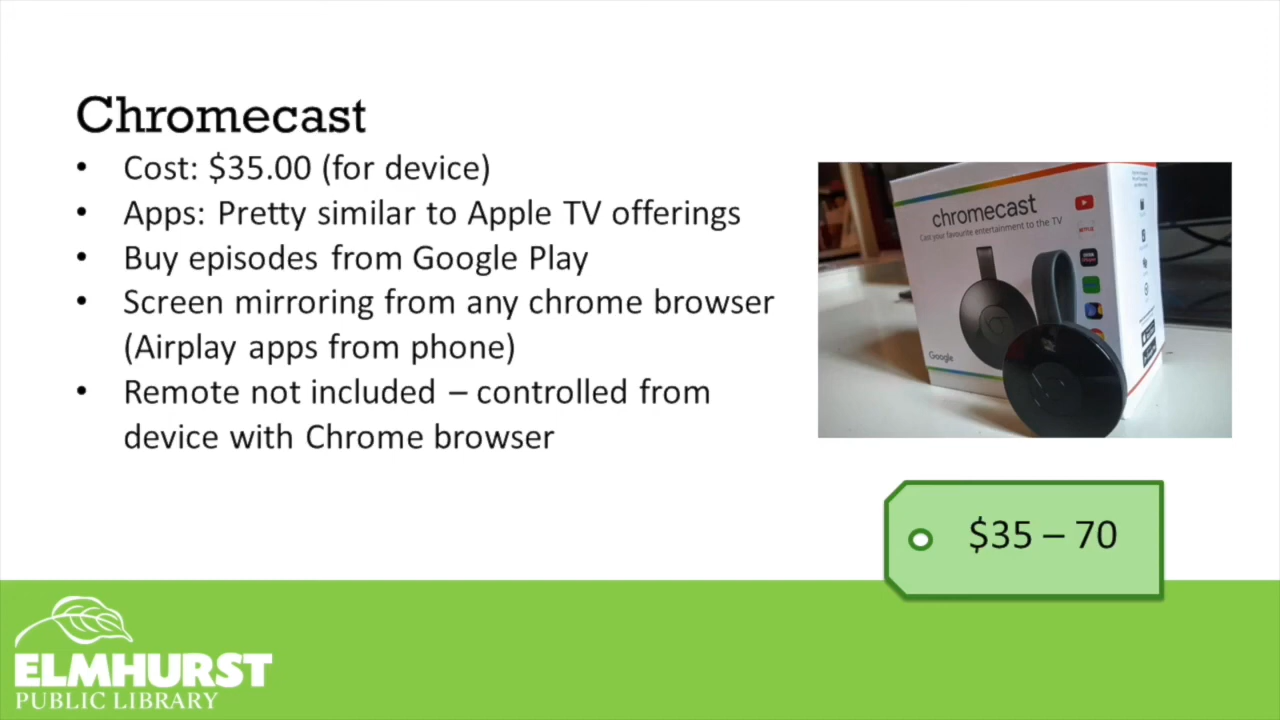 Chromecast
• Cost: $35.00 (for device)
• Apps: Pretty similar to Apple TV offerings
• Buy episodes from Google Play
• Screen mirroring from any chrome browser
(Airplay apps from phone)
• Remote not included – controlled from
device with Chrome browser
chromecast
Cast your favourite entertainment to the TV
NETFLIX
Google
$35 – 70
ELMHURST
PUBLIC LIBRARY